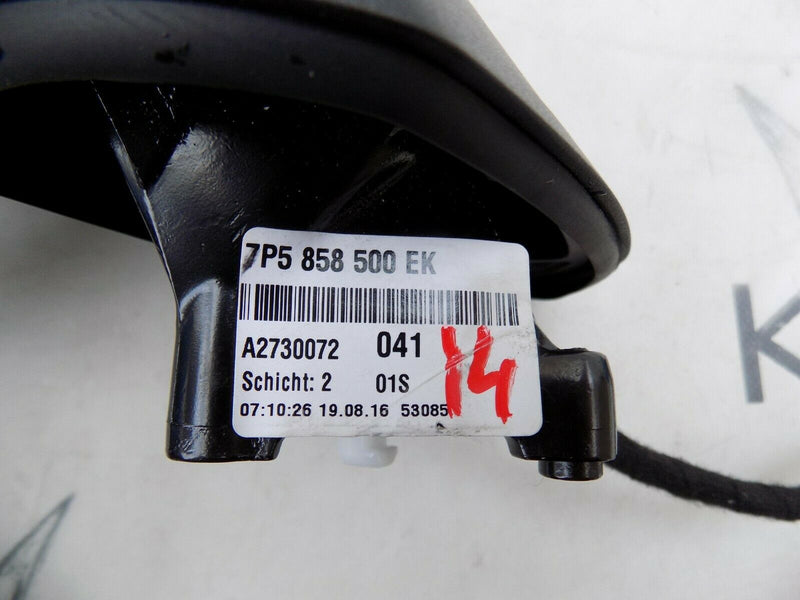 7P5 858 500 EK
A2730072 041
Schicht: 2 01S
07:10:26 19.08.16 53085
14
K